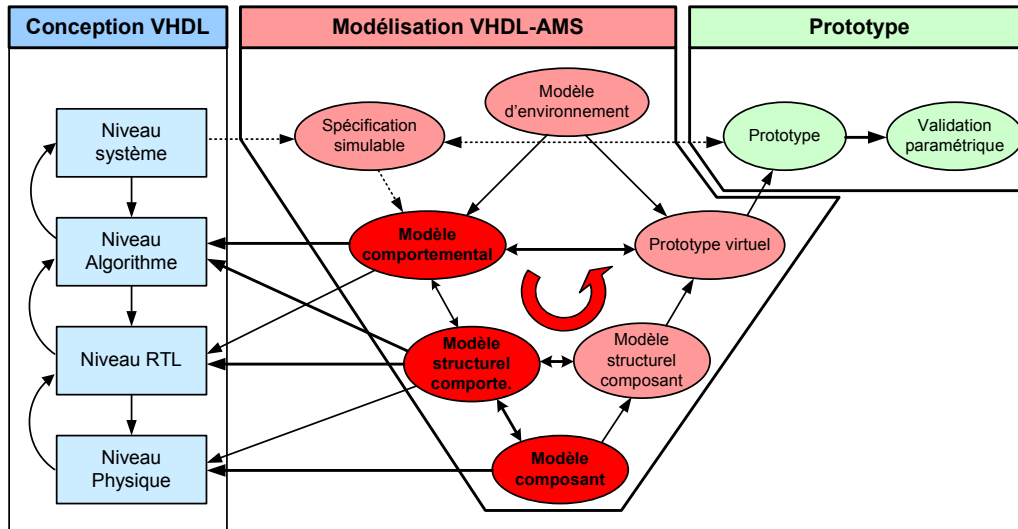 Conception VHDL
Modélisation VHDL-AMS
Prototype
Niveau
système
Spécification
simulable
Modèle
d'environnement
Prototype
Validation
paramétrique
Niveau
Algorithme
Modèle
comportemental
Prototype virtuel
Niveau RTL
Modèle
structurel
comporte.
Modèle
structurel
composant
Niveau
Physique
Modèle
composant